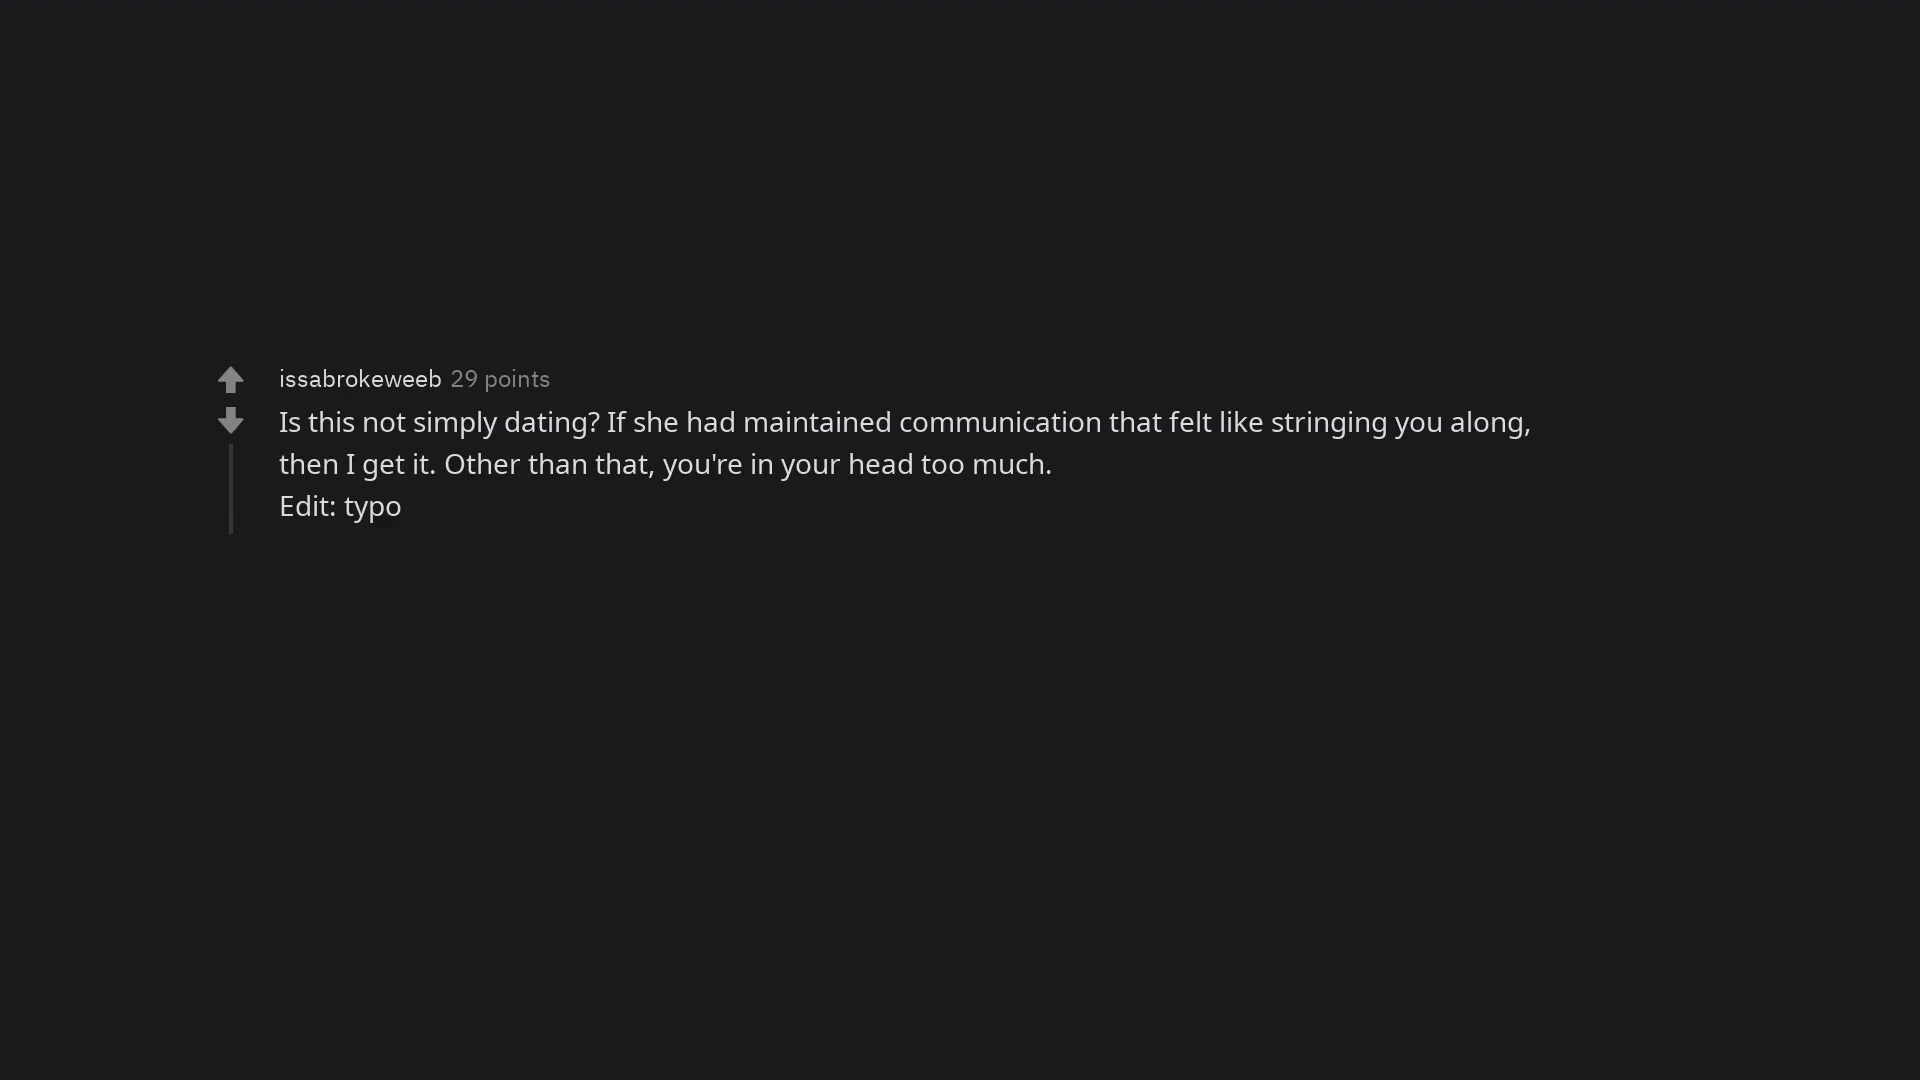 issabrokeweeb 29 points
Is this not simply dating? If she had maintained communication that felt like stringing you along,
then I get it. Other than that, you're in your head too much.
Edit: typo